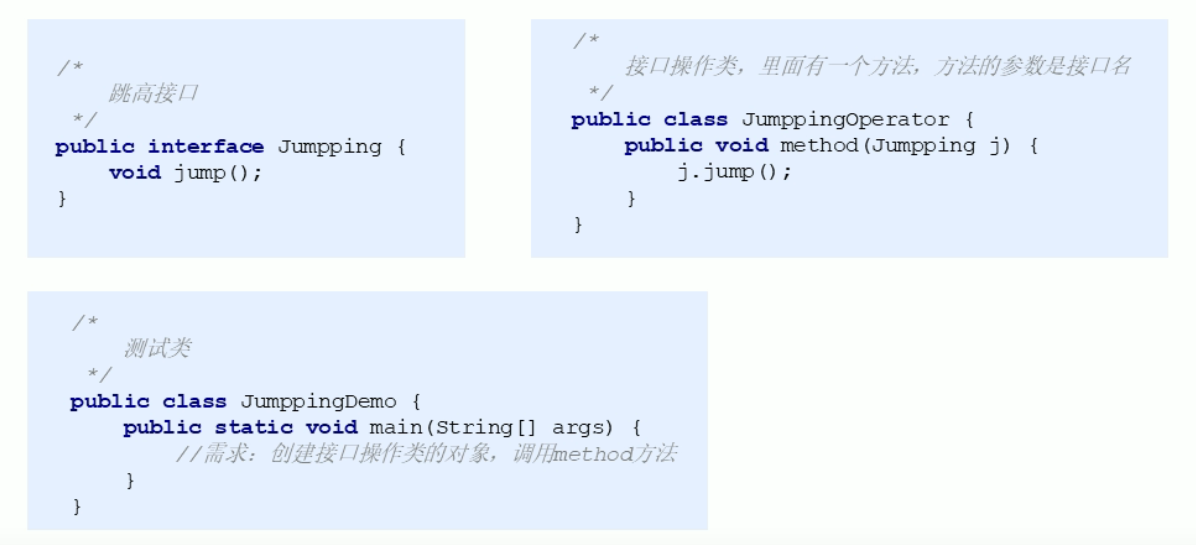 /*
跳高接口
*/
public interface Jumpping {
void jump();
}
/*
接口操作类，里面有一个方法，方法的参数是接口名
*/
public class JumppingOperator {
public void method(Jumpping j) {
j.jump();
}
}
/*
测试类
*/
public class JumppingDemo {
public static void main(String[] args) {
//需求：创建接口操作类的对象，调用method方法
}
}